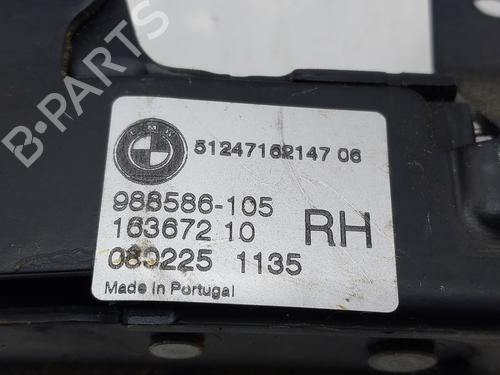 BMW
51247162147 06
988586-105
163672 10
RH
080225 1135
Made in Portugal
B-PARTS